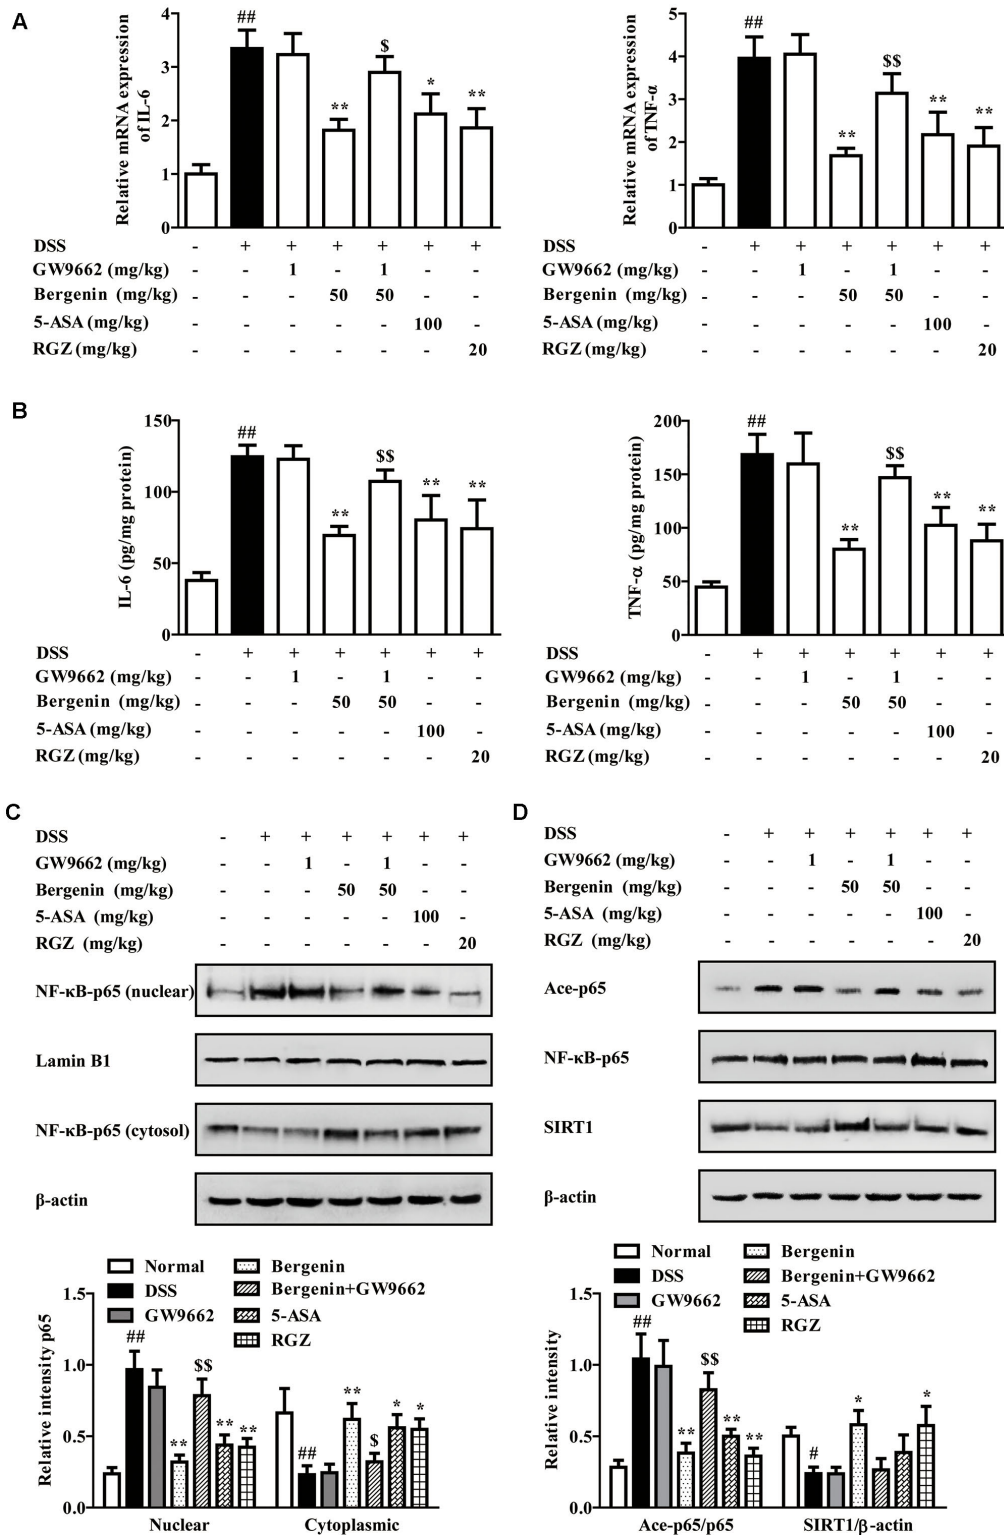 A
Relative mRNA expression
of IL-6
4
3
2
1
0
## ** $ * **
DSS - + + + + + +
GW9662 (mg/kg) - - 1 - 1 - -
Bergenin (mg/kg) - - - 50 50 - -
5-ASA (mg/kg) - - - - - 100 -
RGZ (mg/kg) - - - - - - 20
Relative mRNA expression
of TNF-α
5
4
3
2
1
0
## ** $$ ** **
DSS - + + + + + +
GW9662 (mg/kg) - - 1 - 1 - -
Bergenin (mg/kg) - - - 50 50 - -
5-ASA (mg/kg) - - - - - 100 -
RGZ (mg/kg) - - - - - - 20
B
IL-6 (pg/mg protein)
150
100
50
0
## ** $$ ** **
DSS - + + + + + +
GW9662 (mg/kg) - - 1 - 1 - -
Bergenin (mg/kg) - - - 50 50 - -
5-ASA (mg/kg) - - - - - 100 -
RGZ (mg/kg) - - - - - - 20
TNF-α (pg/mg protein)
200
150
100
50
0
## ** $$ ** **
DSS - + + + + + +
GW9662 (mg/kg) - - 1 - 1 - -
Bergenin (mg/kg) - - - 50 50 - -
5-ASA (mg/kg) - - - - - 100 -
RGZ (mg/kg) - - - - - - 20
C
DSS - + + + + + +
GW9662 (mg/kg) - - 1 - 1 - -
Bergenin (mg/kg) - - - 50 50 - -
5-ASA (mg/kg) - - - - - 100 -
RGZ (mg/kg) - - - - - - 20
NF-κB-p65 (nuclear)
Lamin B1
NF-κB-p65 (cytosol)
β-actin
Normal
DSS
GW9662
Bergenin
Bergenin+GW9662
5-ASA
RGZ
Relative intensity p65
1.5
1.0
0.5
0.0
## ** $$ ** **
## ** $ * *
Nuclear
Cytoplasmic
D
DSS - + + + + + +
GW9662 (mg/kg) - - 1 - 1 - -
Bergenin (mg/kg) - - - 50 50 - -
5-ASA (mg/kg) - - - - - 100 -
RGZ (mg/kg) - - - - - - 20
Ace-p65
NF-κB-p65
SIRT1
β-actin
Normal
DSS
GW9662
Bergenin
Bergenin+GW9662
5-ASA
RGZ
Relative intensity
1.5
1.0
0.5
0.0
## ** $$ ** **
# * *
Ace-p65/p65
SIRT1/β-actin